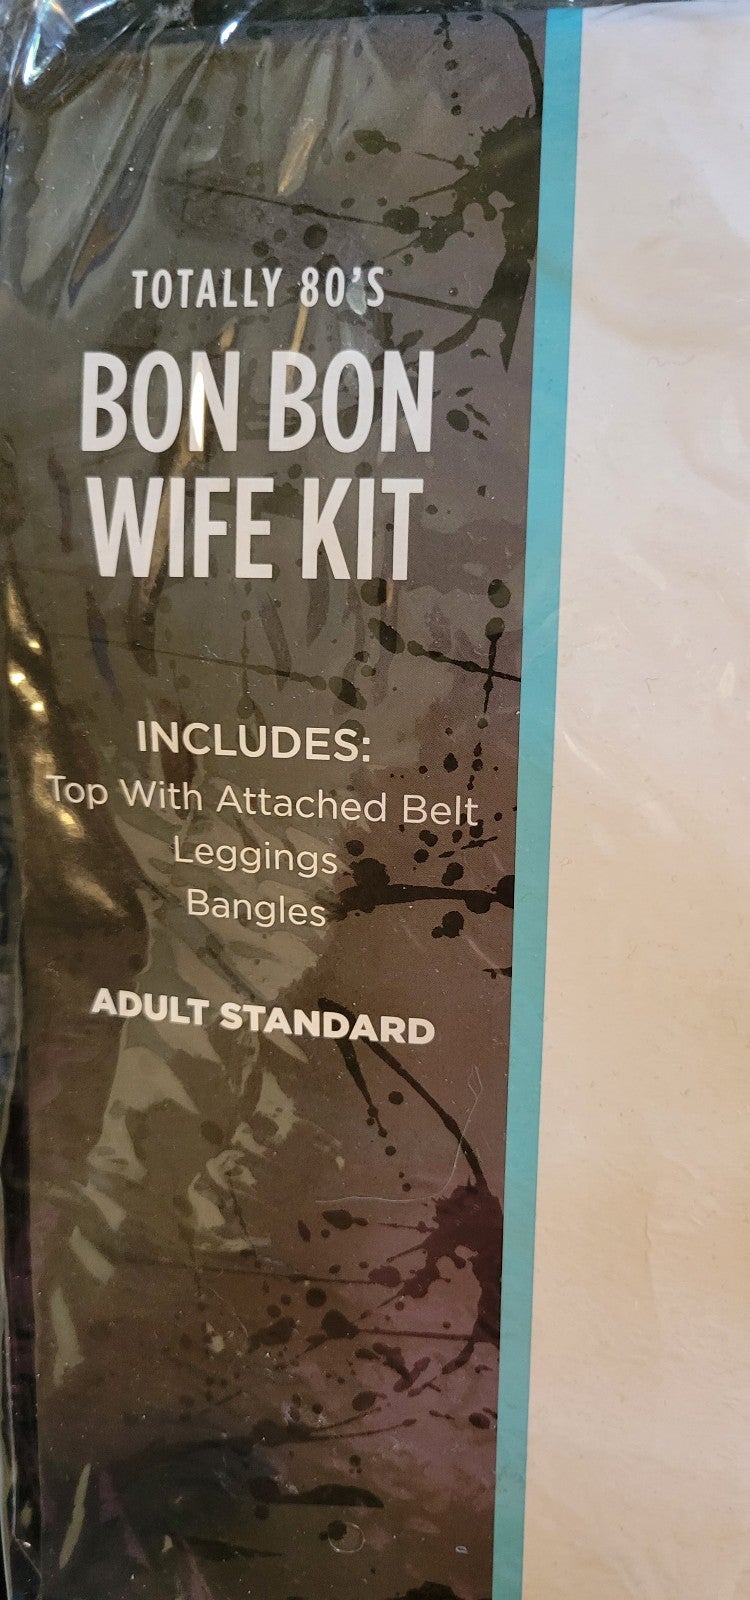 TOTALLY 80'S
BON BON
WIFE KIT
INCLUDES:
Top With Attached Belt
Leggings
Bangles
ADULT STANDARD